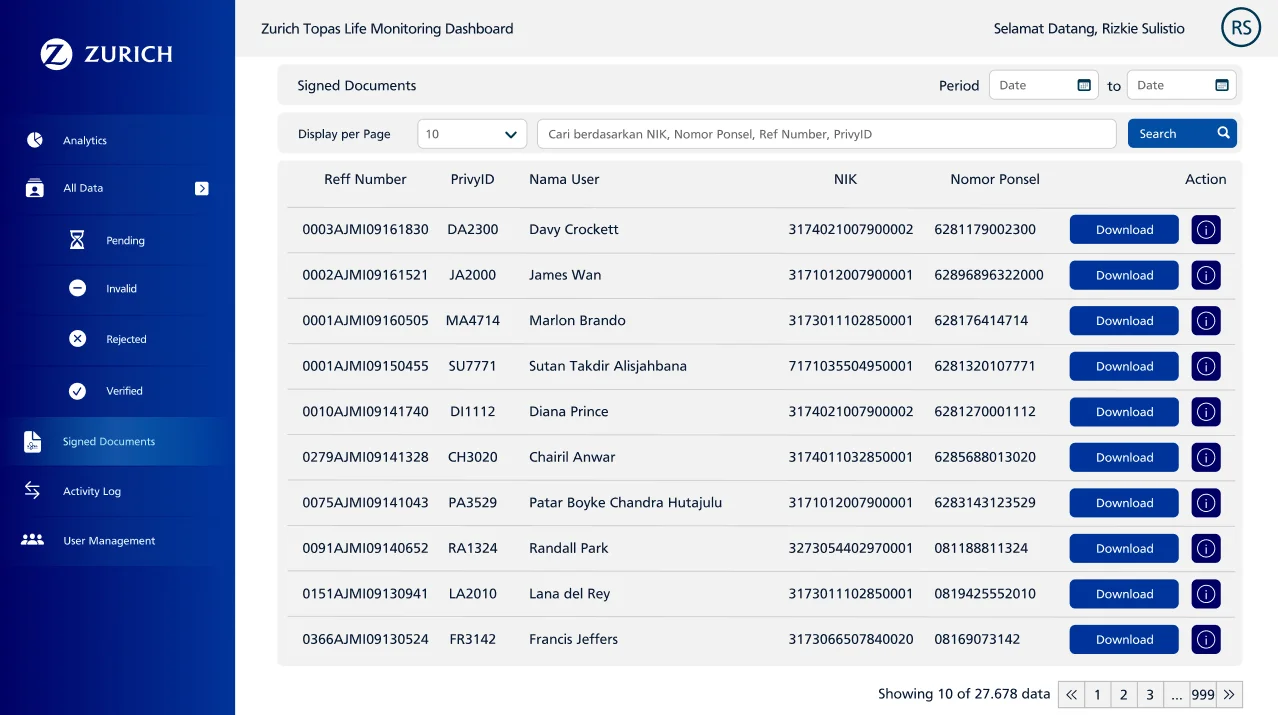 Zurich Topas Life Monitoring Dashboard
Selamat Datang, Rizkie Sulistio
RS
ZURICH
Analytics
All Data
Pending
Invalid
Rejected
Verified
Signed Documents
Activity Log
User Management
Signed Documents
Period
Date
to
Date
Display per Page
10
Cari berdasarkan NIK, Nomor Ponsel, Ref Number, PrivyID
Search
Reff Number PrivyID Nama User NIK Nomor Ponsel Action
0003AJMI09161830 DA2300 Davy Crockett 3174021007900002 6281179002300 Download
0002AJMI09161521 JA2000 James Wan 3171012007900001 62896896322000 Download
0001AJMI09160505 MA4714 Marlon Brando 3173011102850001 628176414714 Download
0001AJMI09150455 SU7771 Sutan Takdir Alisjahbana 7171035504950001 6281320107771 Download
0010AJMI09141740 DI1112 Diana Prince 3174021007900002 6281270001112 Download
0279AJMI09141328 CH3020 Chairil Anwar 3174011032850001 6285688013020 Download
0075AJMI09141043 PA3529 Patar Boyke Chandra Hutajulu 3171012007900001 6283143123529 Download
0091AJMI09140652 RA1324 Randall Park 3273054402970001 081188811324 Download
0151AJMI09130941 LA2010 Lana del Rey 3173011102850001 0819425552010 Download
0366AJMI09130524 FR3142 Francis Jeffers 3173066507840020 08169073142 Download
Showing 10 of 27.678 data
« 1 2 3 ... 999 »